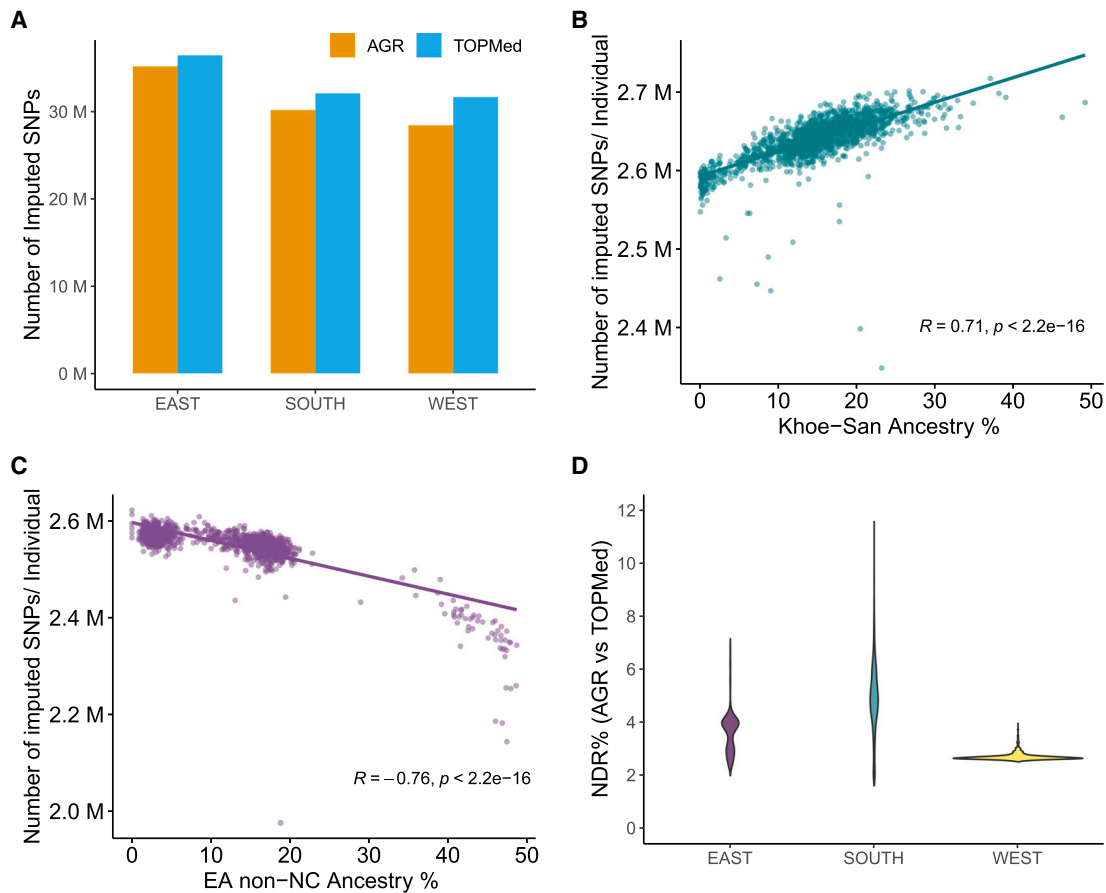 A
AGR
TOPMed
Number of Imputed SNPs
30 M
20 M
10 M
0 M
EAST
SOUTH
WEST
B
Number of imputed SNPs/ Individual
2.7 M
2.6 M
2.5 M
2.4 M
R = 0.71, p < 2.2e−16
0
10
20
30
40
50
Khoe−San Ancestry %
C
Number of imputed SNPs/ Individual
2.6 M
2.4 M
2.2 M
2.0 M
R = −0.76, p < 2.2e−16
0
10
20
30
40
50
EA non−NC Ancestry %
D
NDR% (AGR vs TOPMed)
12
10
8
6
4
2
0
EAST
SOUTH
WEST